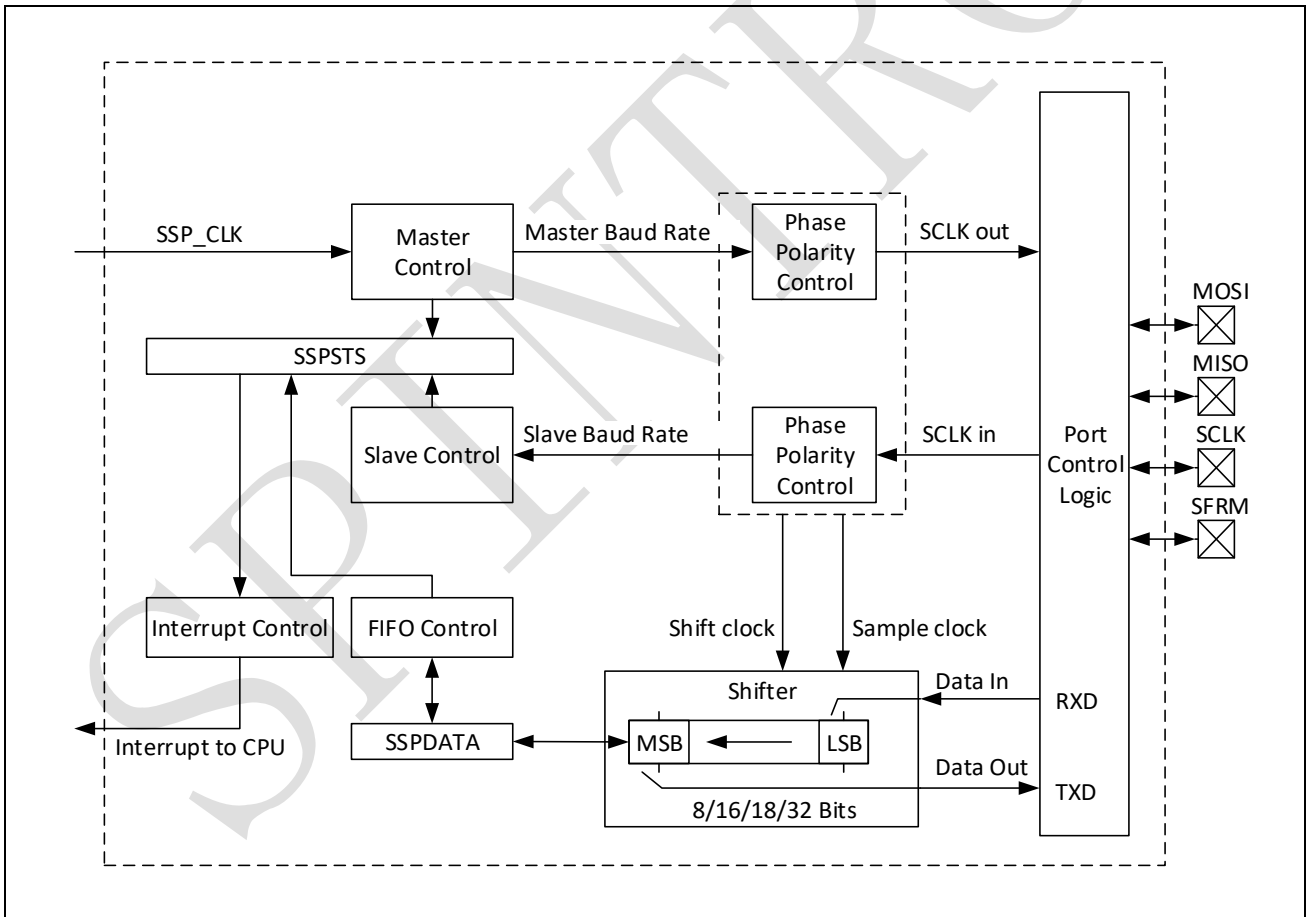 SPINTRO
SSP_CLK
Master
Control
Master Baud Rate
Phase
Polarity
Control
SCLK out
MOSI
SSPSTS
MISO
Slave Control
Slave Baud Rate
Phase
Polarity
Control
SCLK in
Port
Control
Logic
SCLK
SFRM
Interrupt Control
FIFO Control
Shift clock
Sample clock
Shifter
Data In
RXD
Interrupt to CPU
SSPDATA
MSB
LSB
Data Out
TXD
8/16/18/32 Bits